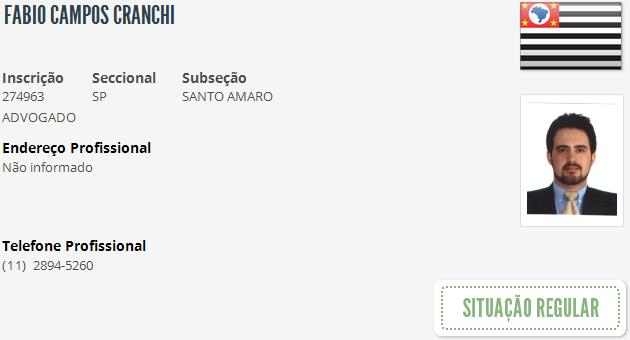 FABIO CAMPOS CRANCHI
Inscrição Seccional Subseção
274963 SP SANTO AMARO
ADVOGADO
Endereço Profissional
Não informado
Telefone Profissional
(11) 2894-5260
SITUAÇÃO REGULAR